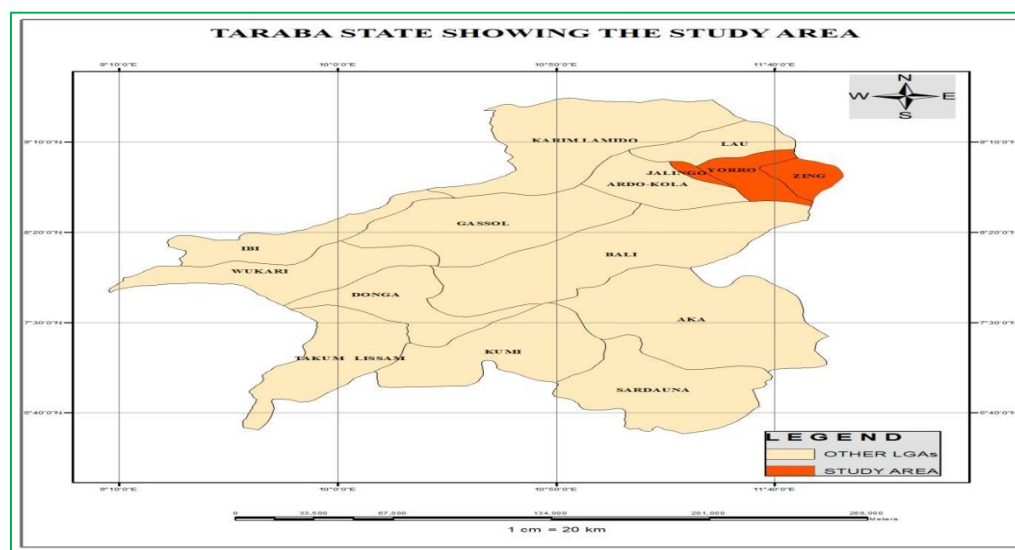 TARABA STATE SHOWING THE STUDY AREA
9°10'0"E 10°0'0"E 10°50'0"E 11°40'0"E
N
W E
S
KARIM LAMIDO
LAU
9°10'0"N 9°10'0"N
JALINGO YORRO ZING
ARDO-KOLA
GASSOL
8°20'0"N 8°20'0"N
IBI
BALI
WUKARI
DONGA
7°30'0"N 7°30'0"N
AKA
TAKUM LISSAM KUMI
SARDAUNA
6°40'0"N 6°40'0"N
LEGEND
OTHER LGAs
STUDY AREA
9°10'0"E 10°0'0"E 10°50'0"E 11°40'0"E
0 33,500 67,000 134,000 201,000 268,000
Meters
1 cm = 20 km